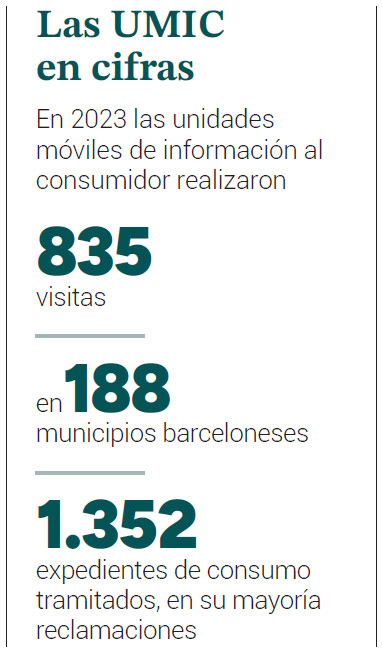 Las UMIC
en cifras
En 2023 las unidades
móviles de información al
consumidor realizaron
835
visitas
en 188
municipios barceloneses
1.352
expedientes de consumo
tramitados, en su mayoría
reclamaciones